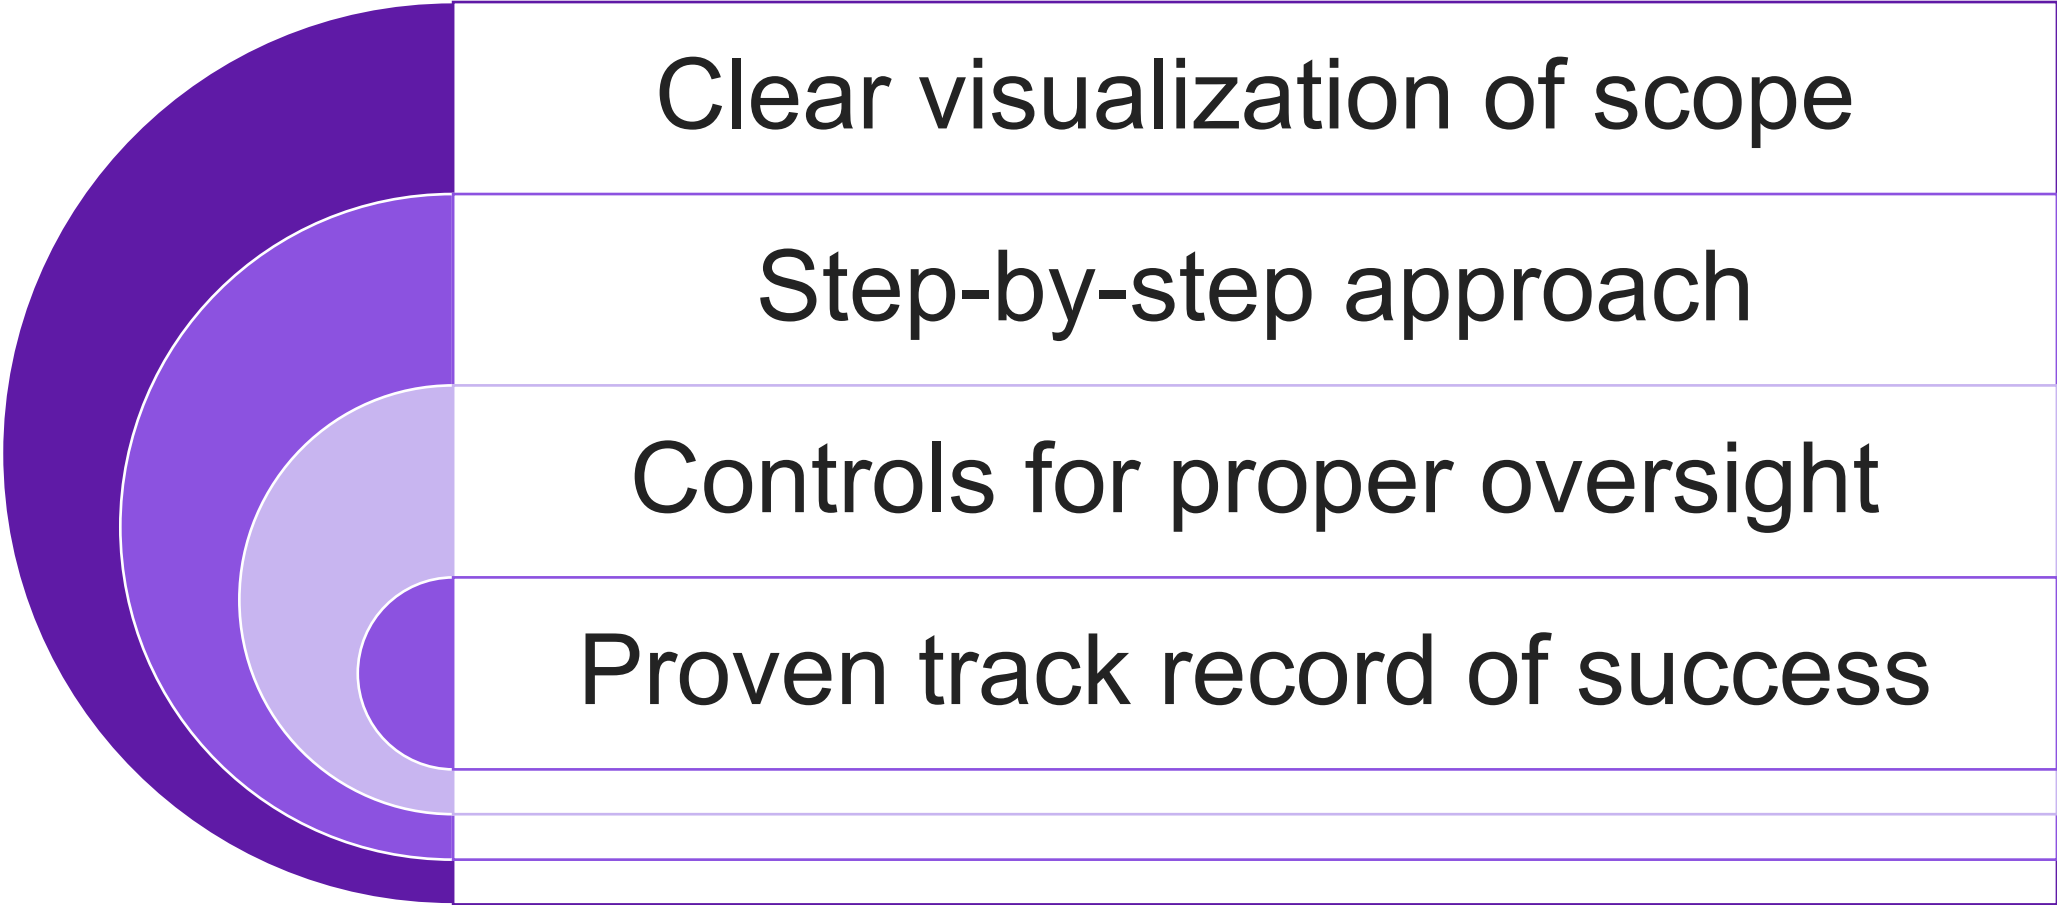 Clear visualization of scope
Step-by-step approach
Controls for proper oversight
Proven track record of success